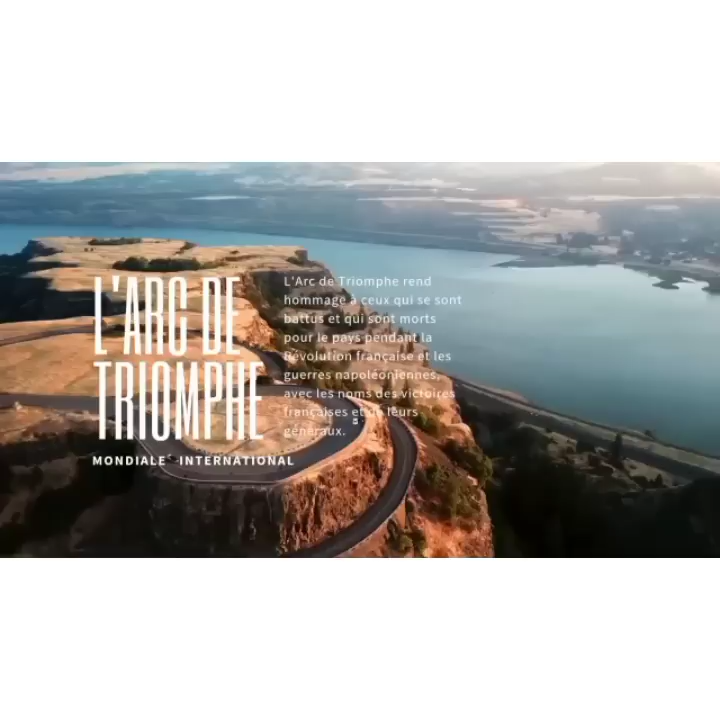 L'ARC DE
TRIOMPHE
MONDIALE INTERNATIONAL
L'Arc de Triomphe rend
hommage à ceux qui se sont
battus et qui sont morts
pour le pays pendant la
Révolution française et les
guerres napoléoniennes,
avec les noms des victoires
françaises et de leurs
généraux.